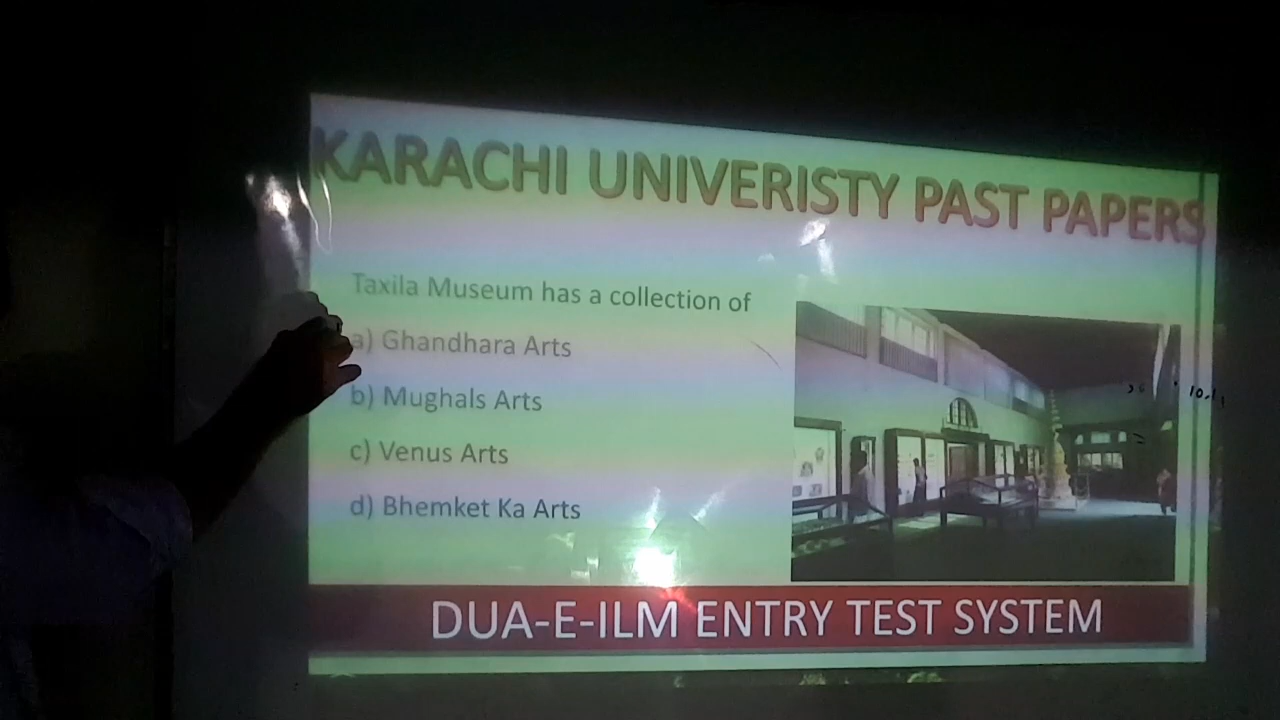 KARACHI UNIVERISTY PAST PAPERS
Taxila Museum has a collection of
a) Ghandhara Arts
b) Mughals Arts
c) Venus Arts
d) Bhemket Ka Arts
DUA-E-ILM ENTRY TEST SYSTEM